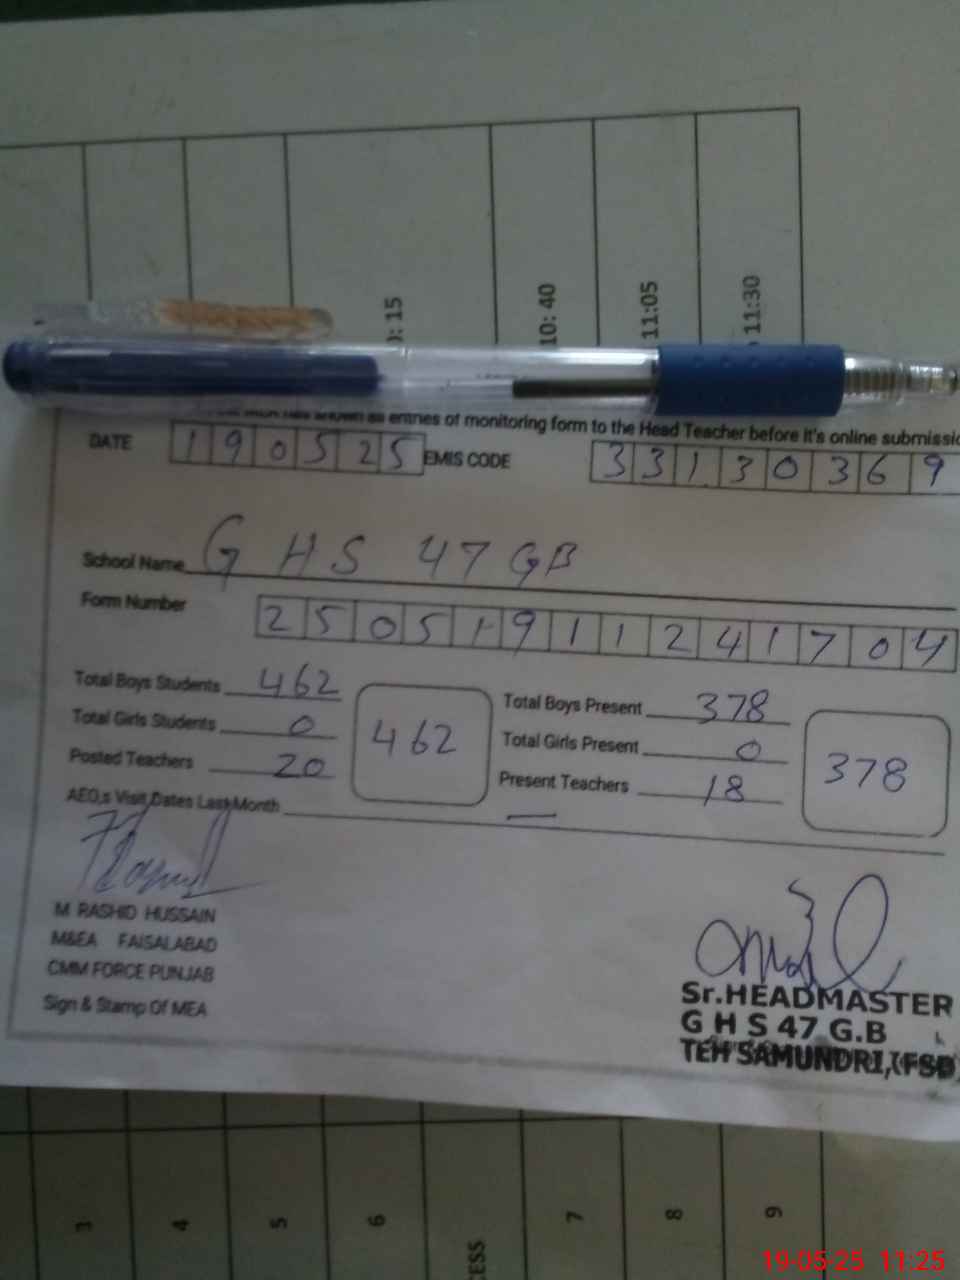 10:40
11:05
11:30
entries of monitoring form to the Head Teacher before it's online
DATE 190525 EMIS CODE 33130369
School Name G H S 47 GB
Form Number 25051911241704
Total Boys Students 462 462 Total Boys Present 378 378
Total Girls Students 0 Total Girls Present 0
Posted Teachers 20 Present Teachers 18
AEO,s Visit Dates Last Month —
M RASHID HUSSAIN
M&EA FAISALABAD
CMM FORCE PUNJAB
Sign & Stamp Of MEA
Sr.HEADMASTER
G H S 47 G.B
TEH SAMUNDRI,(FSD)
3 4 5 6 7 8 9
19-05-25 11:25